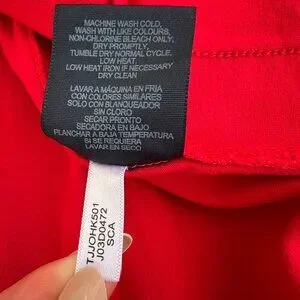 MACHINE WASH COLD,
WASH WITH LIKE COLOURS,
NON-CHLORINE BLEACH ONLY,
DRY PROMPTLY,
TUMBLE DRY NORMAL CYCLE,
LOW HEAT,
LOW HEAT IRON IF NECESSARY
DRY CLEAN
LAVAR A MÁQUINA EN FRIA
CON COLORES SIMILARES
SOLO CON BLANQUEADOR
SIN CLORO
SECAR PRONTO
SECADORA EN BAJO
PLANCHAR A BAJA TEMPERATURA
SI SE REQUIERA
LAVAR EN SECO
TJJOHK501
J03D0472
SCA